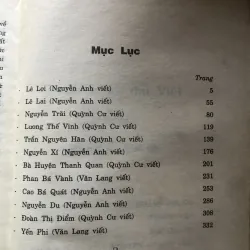 Mục Lục
Trang
. Lê Lợi (Nguyễn Anh viết) 5
. Lê Lai (Nguyễn Anh viết) 55
. Nguyễn Trãi (Quỳnh Cư viết) 80
. Lương Thế Vinh (Quỳnh Cư viết) 119
. Trần Nguyên Hãn (Quỳnh Cư viết) 139
. Nguyễn Xí (Nguyễn Anh viết) 176
. Bà Huyện Thanh Quan (Quỳnh Cư viết) 201
. Phan Bá Vành (Văn Lang viết) 231
. Cao Bá Quát (Nguyễn Anh viết) 253
. Nguyễn Du (Nguyễn Anh viết) 286
. Đoàn Thị Điểm (Quỳnh Cư viết) 308
. Yến Phi (Văn Lang viết) 332